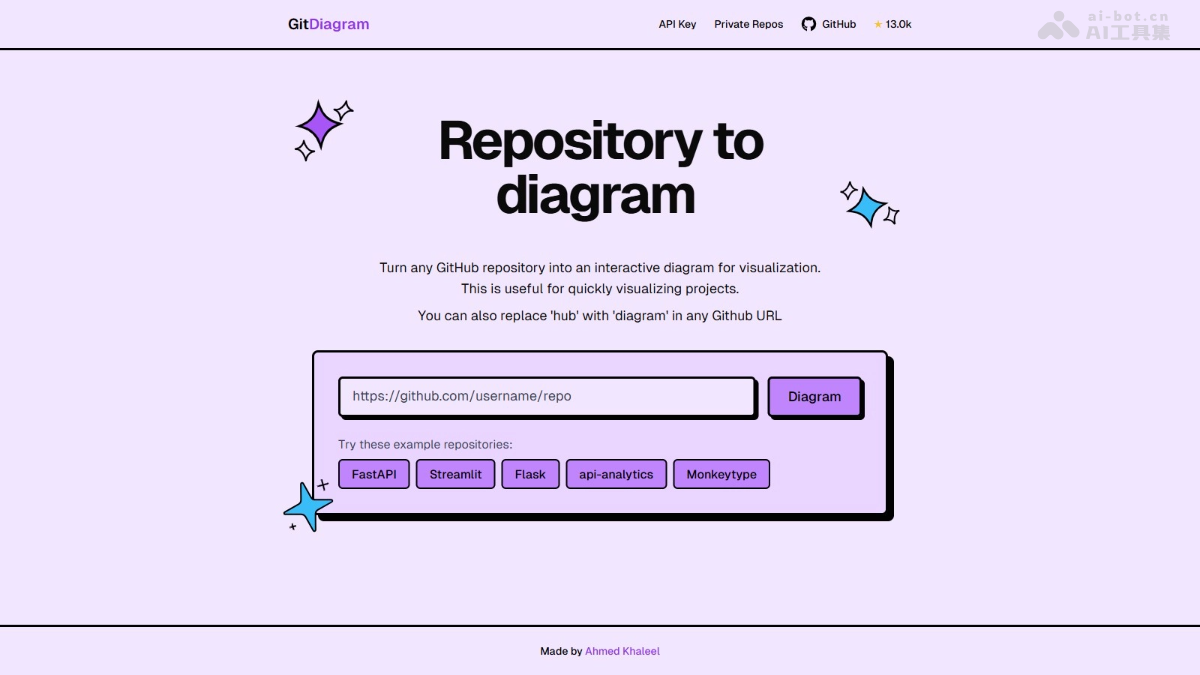 GitDiagram
API Key
Private Repos
GitHub
★ 13.0k
ai-bot.cn
AI工具集
Repository to
diagram
Turn any GitHub repository into an interactive diagram for visualization.
This is useful for quickly visualizing projects.
You can also replace 'hub' with 'diagram' in any Github URL
https://github.com/username/repo
Diagram
Try these example repositories:
FastAPI
Streamlit
Flask
api-analytics
Monkeytype
Made by Ahmed Khaleel